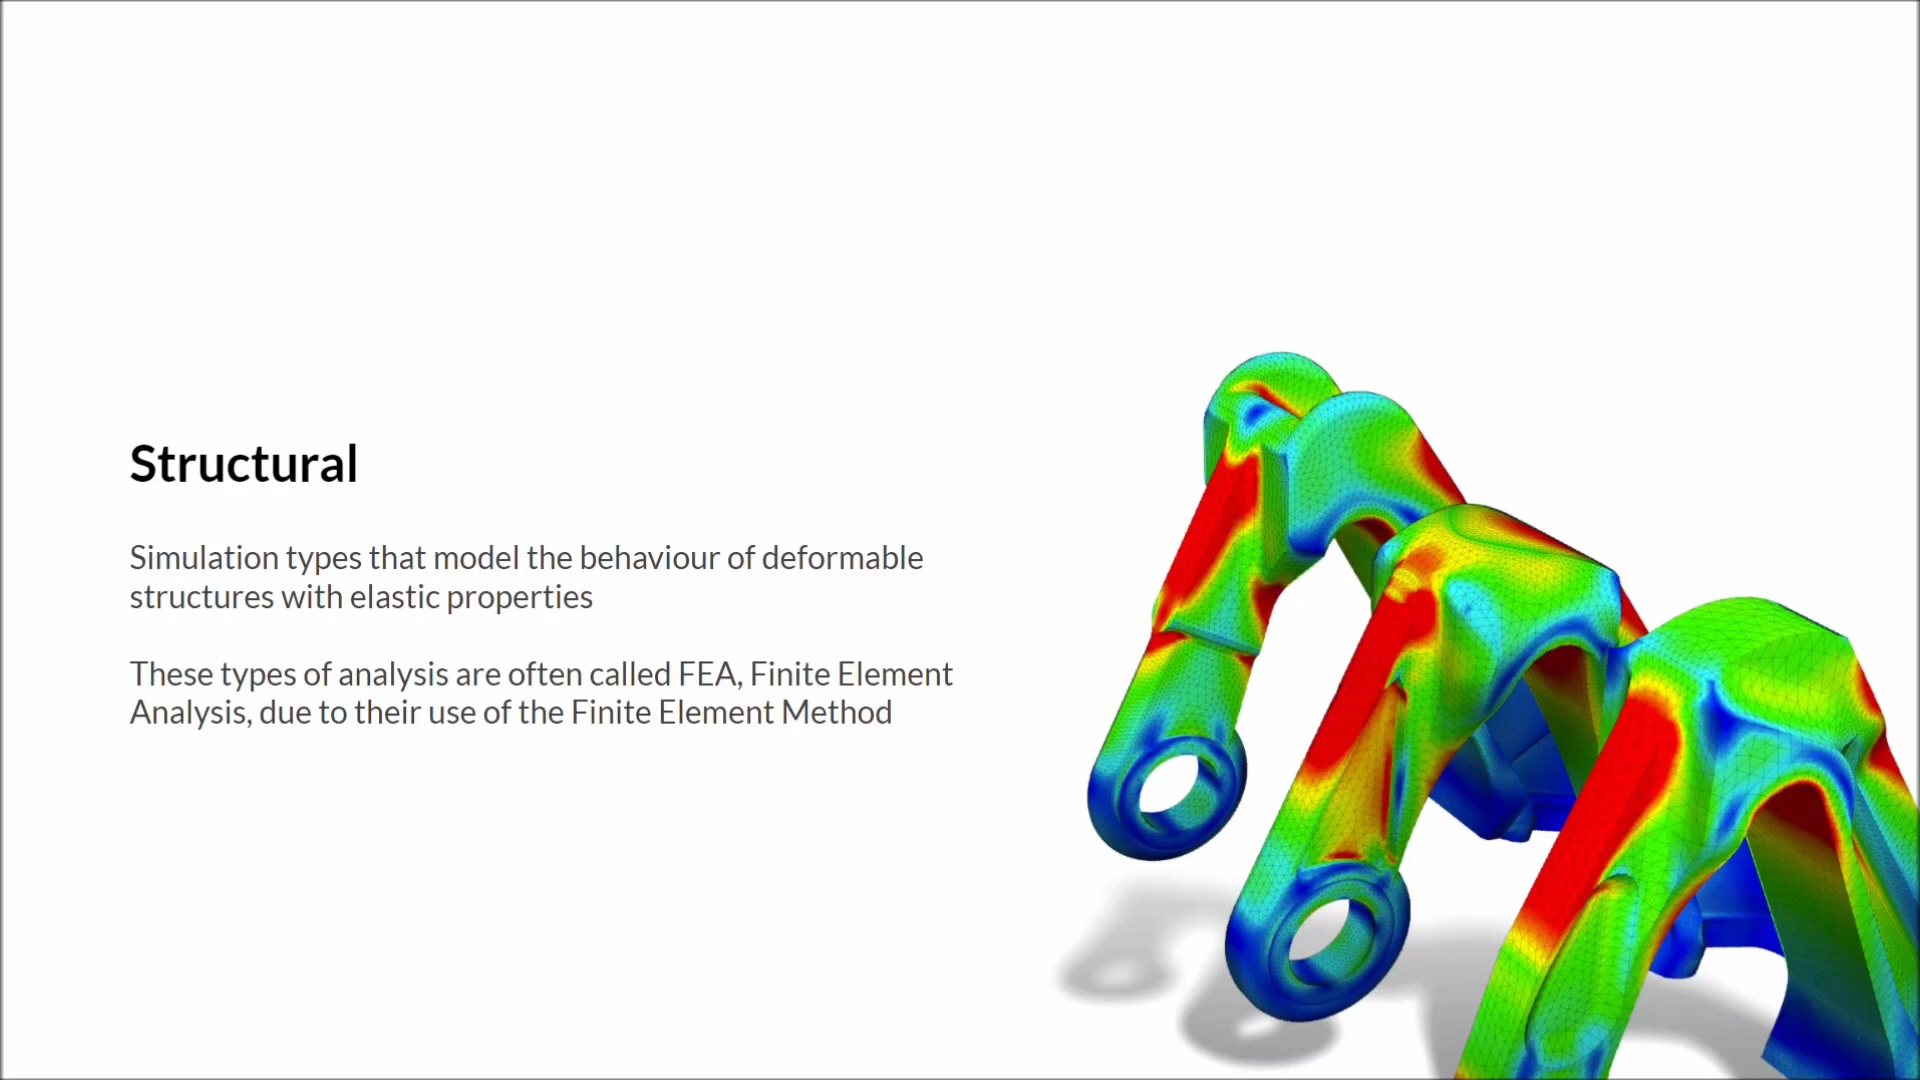 Structural
Simulation types that model the behaviour of deformable
structures with elastic properties
These types of analysis are often called FEA, Finite Element
Analysis, due to their use of the Finite Element Method